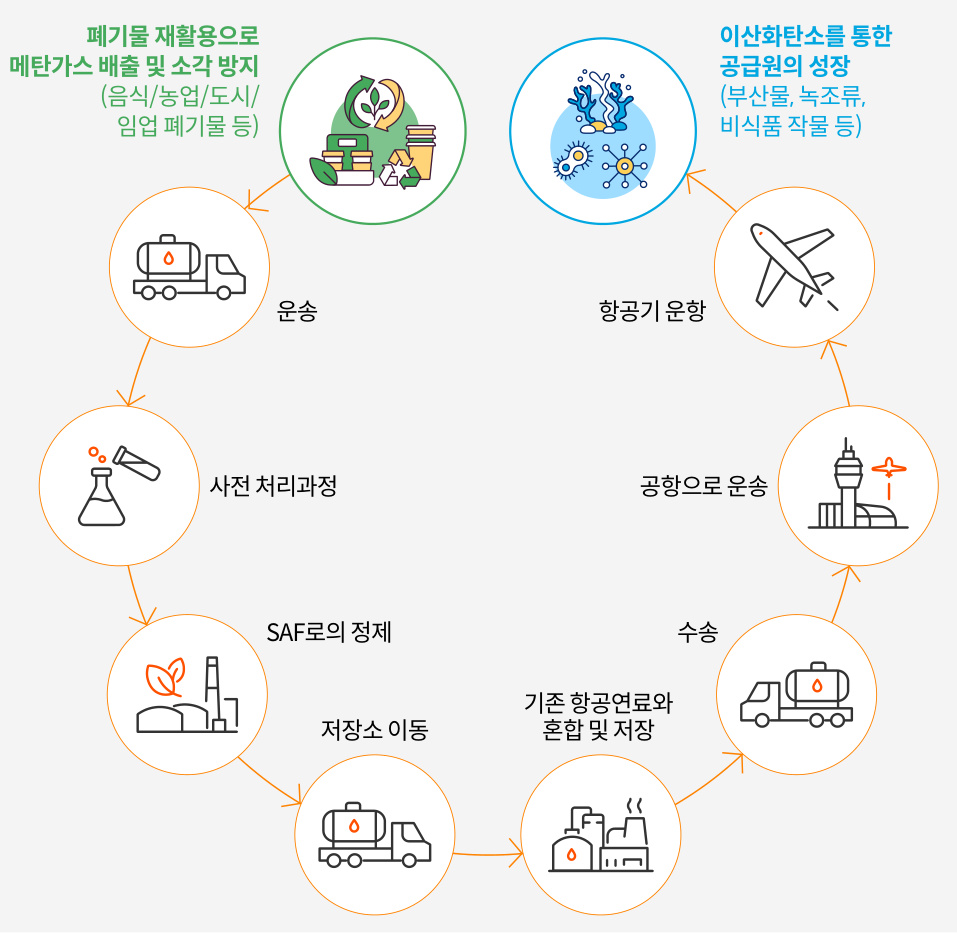 폐기물 재활용으로
메탄가스 배출 및 소각 방지
(음식/농업/도시/
임업 폐기물 등)
이산화탄소를 통한
공급원의 성장
(부산물, 녹조류,
비식품 작물 등)
운송
항공기 운항
사전 처리과정
공항으로 운송
SAF로의 정제
수송
저장소 이동
기존 항공연료와
혼합 및 저장